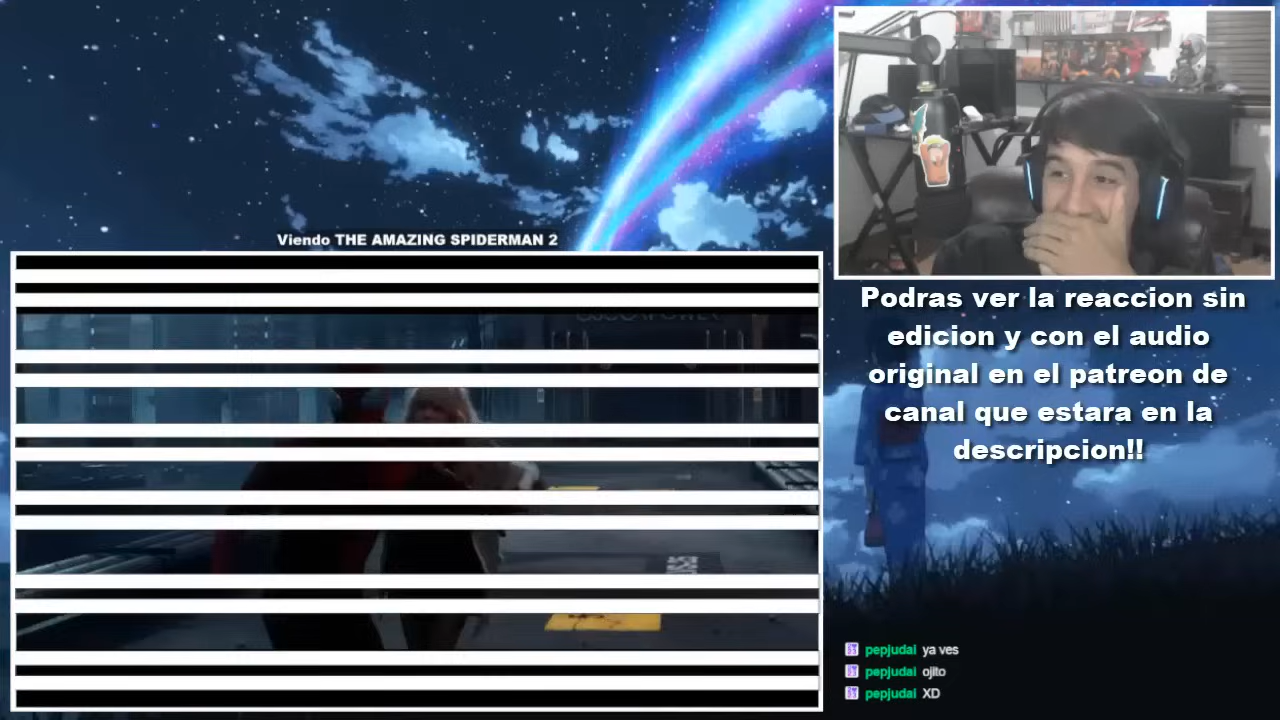 Viendo THE AMAZING SPIDERMAN 2
Podras ver la reaccion sin
edicion y con el audio
original en el patreon de
canal que estara en la
descripcion!!
pepjudai ya ves
pepjudai ojito
pepjudai XD